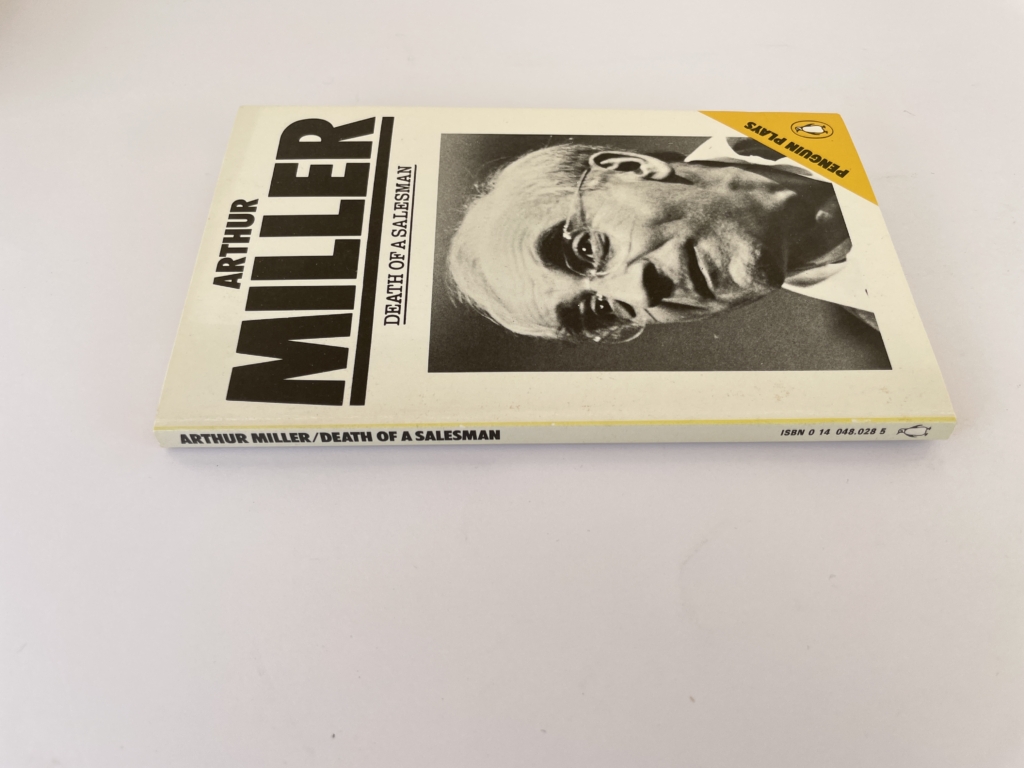 ARTHUR
MILLER
DEATH OF A SALESMAN
PENGUIN PLAYS
ARTHUR MILLER/DEATH OF A SALESMAN
ISBN 0 14 048.028 5